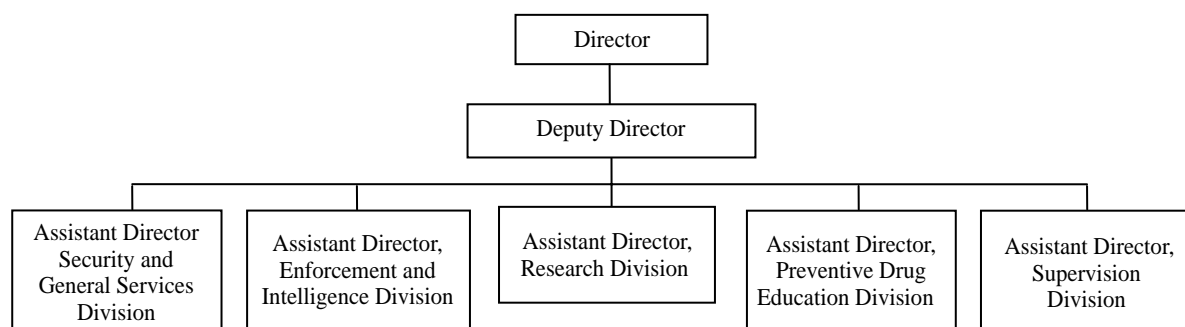 Director
Deputy Director
Assistant Director
Security and
General Services
Division
Assistant Director,
Enforcement and
Intelligence Division
Assistant Director,
Research Division
Assistant Director,
Preventive Drug
Education Division
Assistant Director,
Supervision
Division